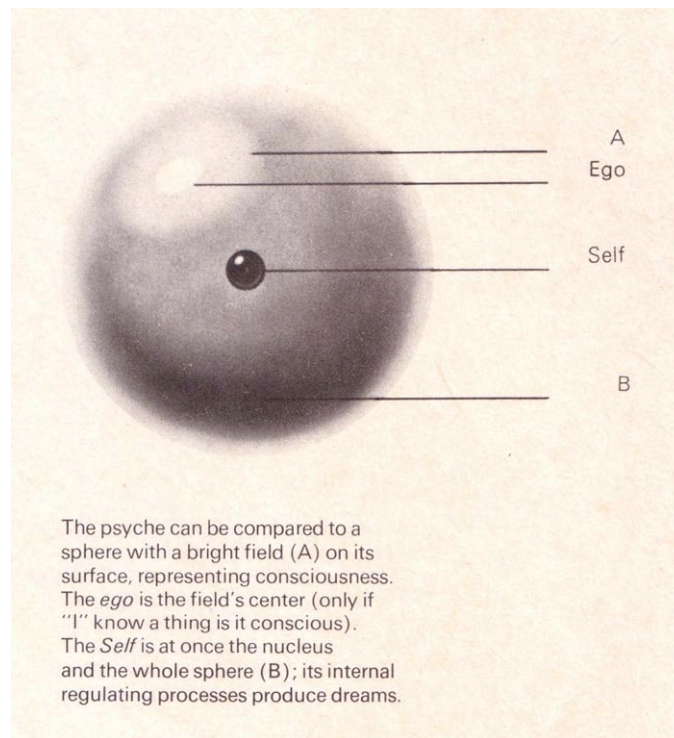 A
Ego
Self
B
The psyche can be compared to a
sphere with a bright field (A) on its
surface, representing consciousness.
The ego is the field's center (only if
"I" know a thing is it conscious).
The Self is at once the nucleus
and the whole sphere (B); its internal
regulating processes produce dreams.